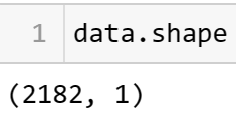 1 data.shape
(2182, 1)